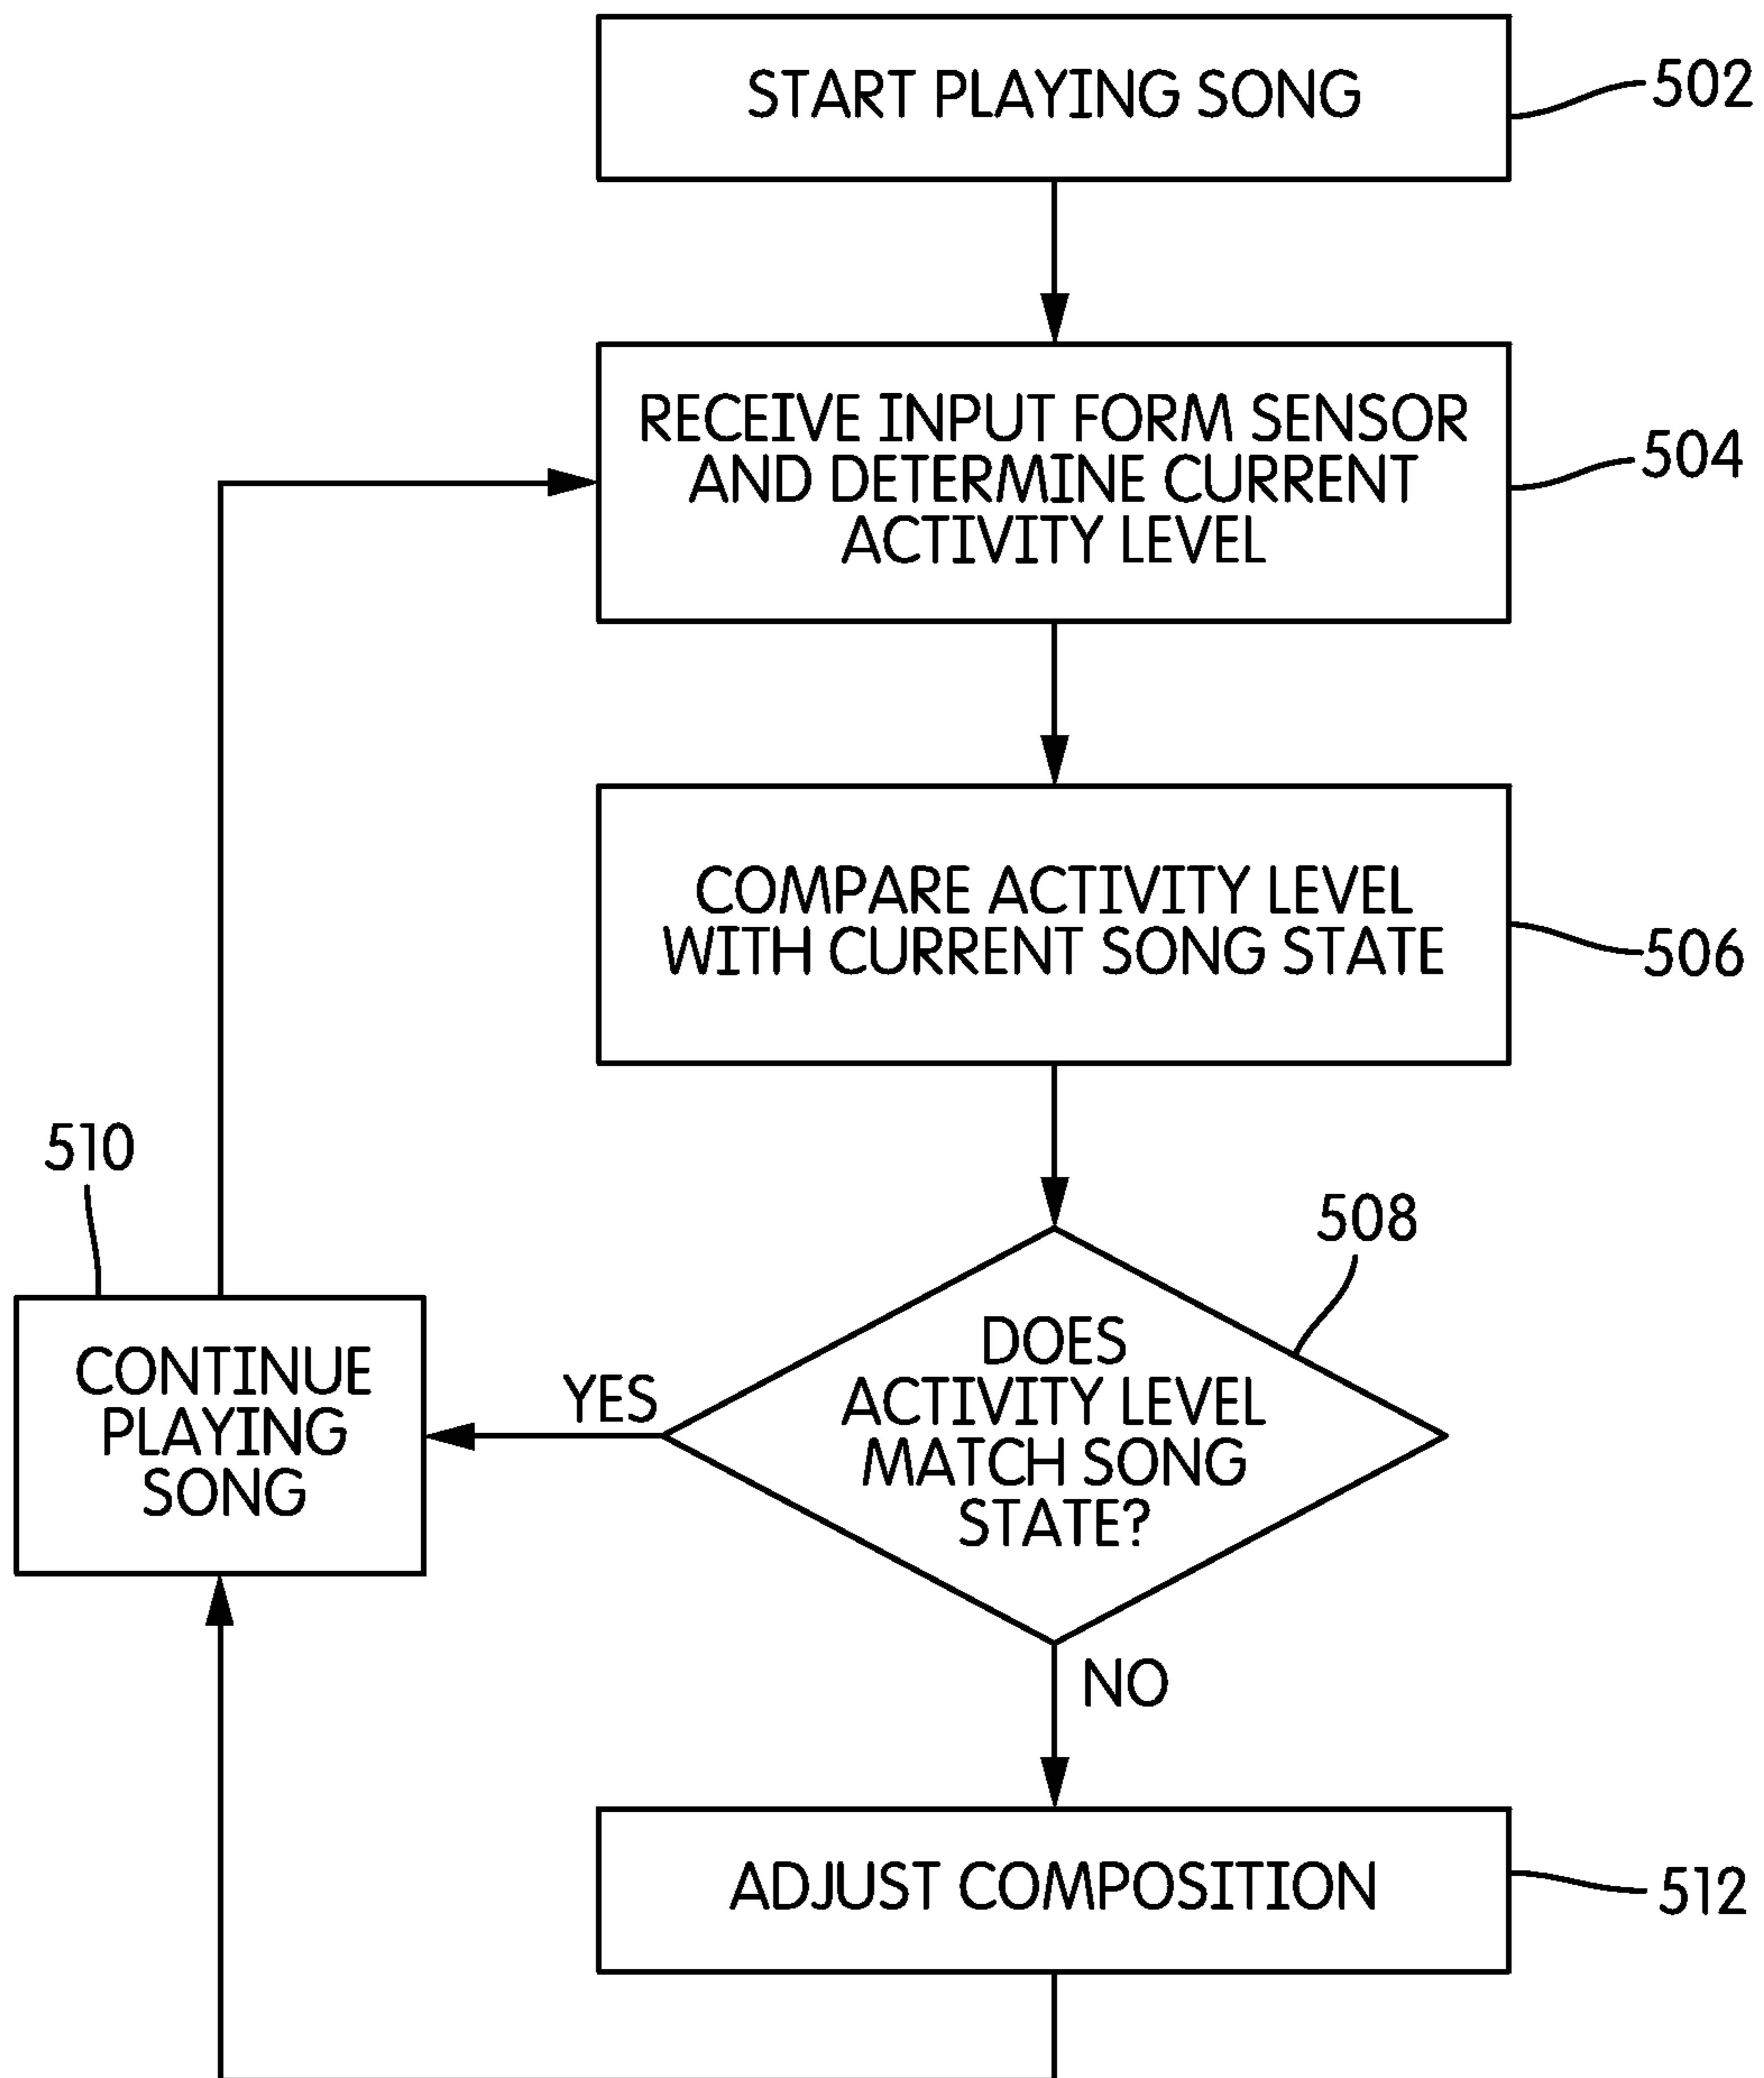 START PLAYING SONG
502
RECEIVE INPUT FORM SENSOR
AND DETERMINE CURRENT
ACTIVITY LEVEL
504
COMPARE ACTIVITY LEVEL
WITH CURRENT SONG STATE
506
508
DOES
ACTIVITY LEVEL
MATCH SONG
STATE?
YES
510
CONTINUE
PLAYING
SONG
NO
ADJUST COMPOSITION
512